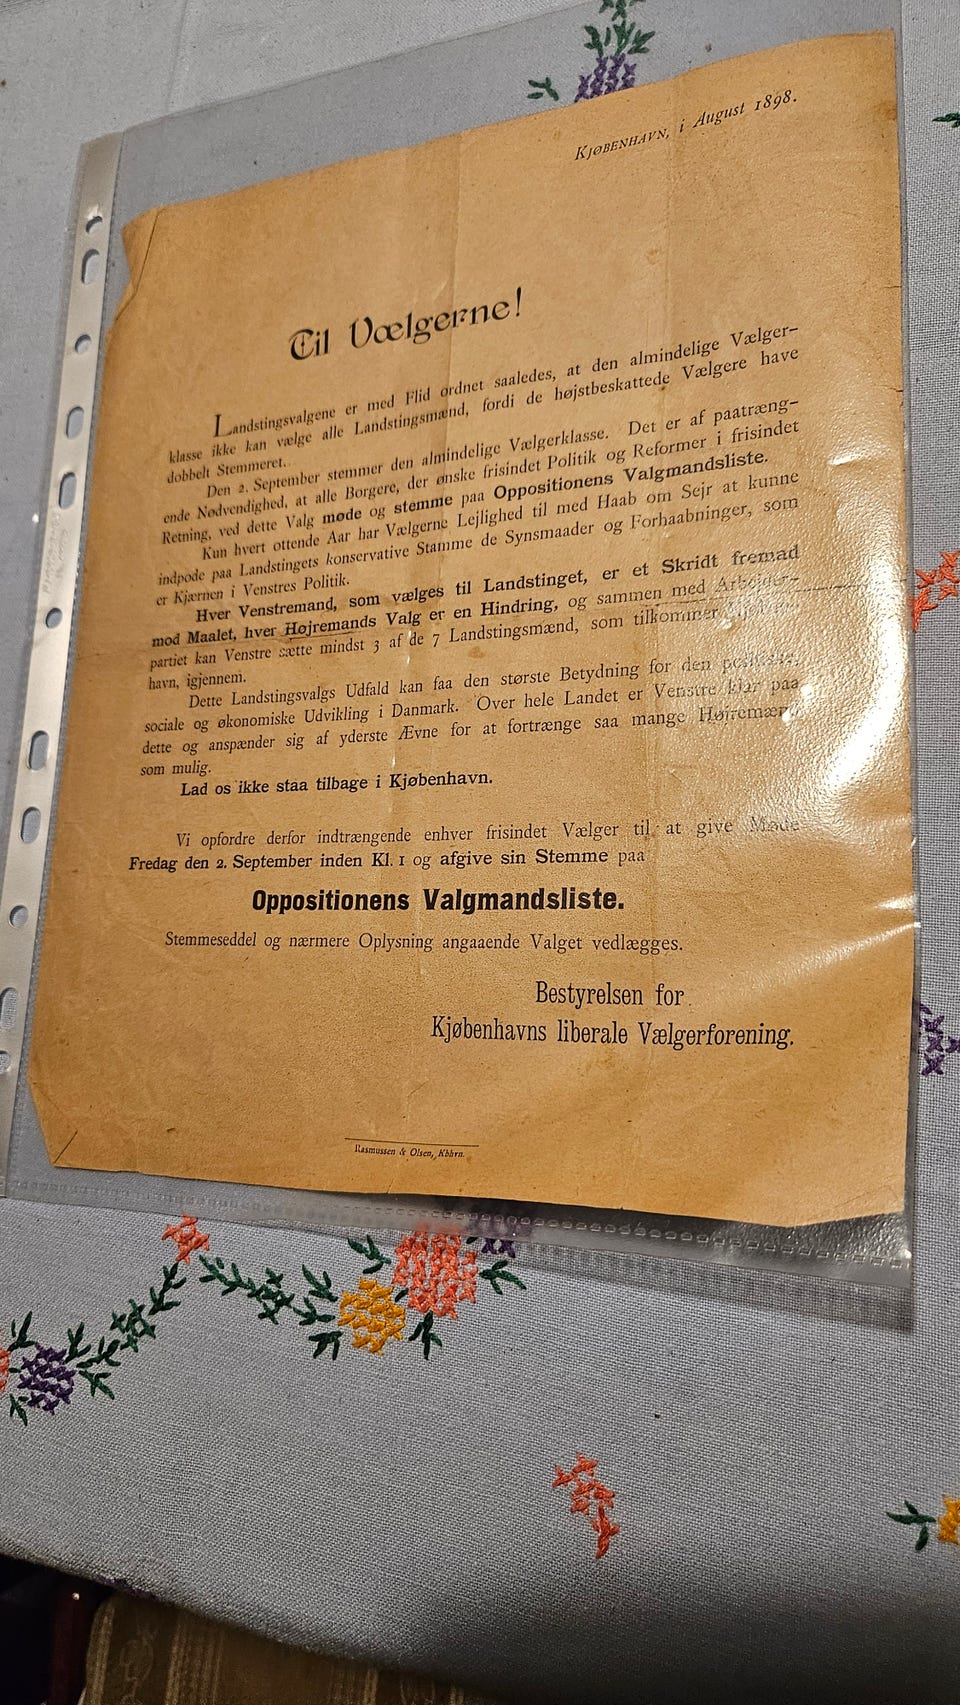 KJØBENHAVN, i August 1898.
Til Vælgerne!
Landstingsvalgene er med Flid ordnet saaledes, at den almindelige Vælger-
klasse ikke kan vælge alle Landstingsmænd, fordi de højstbeskattede Vælgere have
dobbelt Stemmeret.
Den 2. September stemmer den almindelige Vælgerklasse. Det er af paatræng-
ende Nødvendighed, at alle Borgere, der ønske frisindet Politik og Reformer i frisindet
Retning, ved dette Valg møde og stemme paa Oppositionens Valgmandsliste.
Kun hvert ottende Aar har Vælgerne Lejlighed til med Haab om Sejr at kunne
indpode paa Landstingets konservative Stamme de Synsmaader og Forhaabninger, som
er Kjærnen i Venstres Politik.
Hver Venstremand, som vælges til Landstinget, er et Skridt fremad
mod Maalet, hver Højremands Valg er en Hindring, og sammen med Arbejder-
partiet kan Venstre sætte mindst 3 af de 7 Landstingsmænd, som tilkommer
havn, igjennem.
Dette Landstingsvalgs Udfald kan faa den største Betydning for den politiske,
sociale og økonomiske Udvikling i Danmark. Over hele Landet er Venstre klar paa
dette og anspænder sig af yderste Ævne for at fortrænge saa mange Højremænd
som mulig.
Lad os ikke staa tilbage i Kjøbenhavn.
Vi opfordre derfor indtrængende enhver frisindet Vælger til at give Møde
Fredag den 2. September inden Kl. 1 og afgive sin Stemme paa
Oppositionens Valgmandsliste.
Stemmeseddel og nærmere Oplysning angaaende Valget vedlægges.
Bestyrelsen for
Kjøbenhavns liberale Vælgerforening.
Rasmussen & Olsen, Kbhvn.